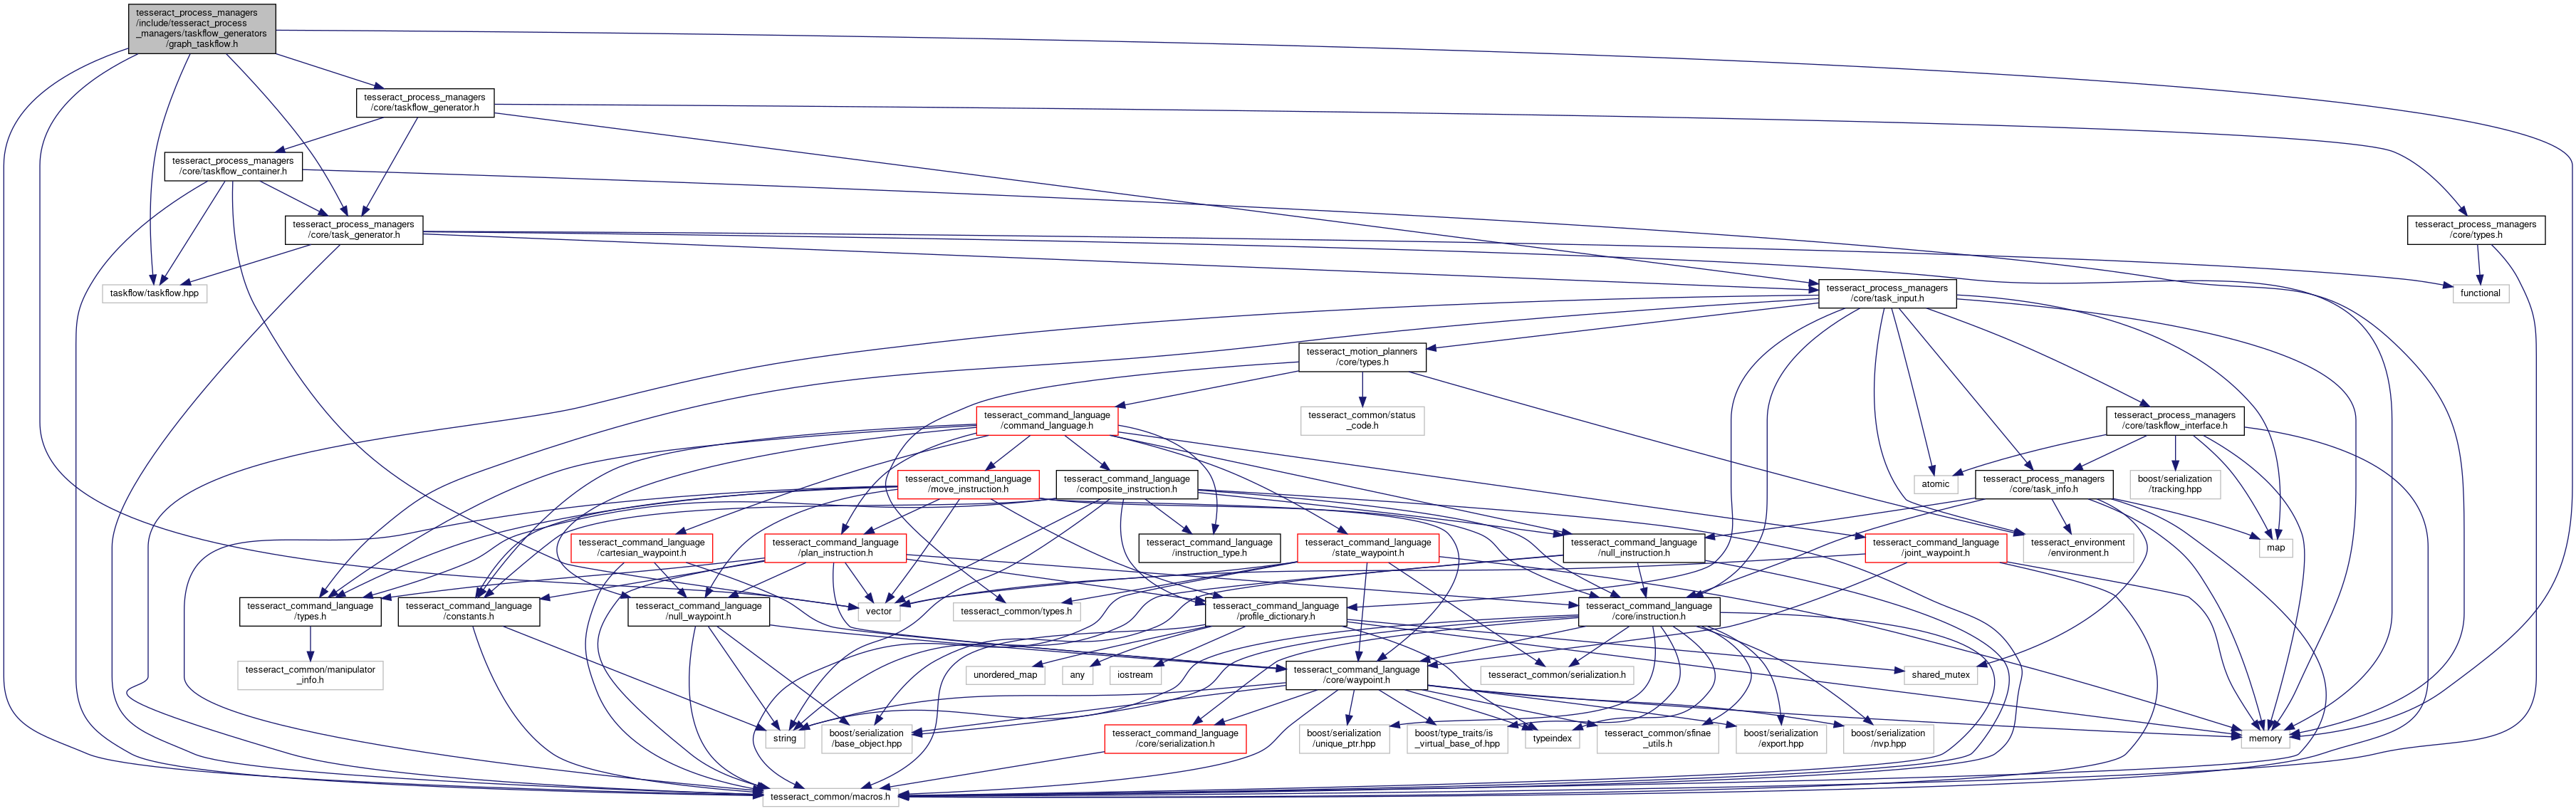 tesseract_process_managers
/include/tesseract_process
_managers/taskflow_generators
/graph_taskflow.h
tesseract_process_managers
/core/taskflow_generator.h
tesseract_process_managers
/core/taskflow_container.h
tesseract_process_managers
/core/task_generator.h
tesseract_process_managers
/core/types.h
taskflow/taskflow.hpp
tesseract_process_managers
/core/task_input.h
functional
tesseract_motion_planners
/core/types.h
tesseract_command_language
/command_language.h
tesseract_common/status
_code.h
tesseract_process_managers
/core/taskflow_interface.h
tesseract_command_language
/move_instruction.h
tesseract_command_language
/composite_instruction.h
atomic
tesseract_process_managers
/core/task_info.h
boost/serialization
/tracking.hpp
tesseract_command_language
/cartesian_waypoint.h
tesseract_command_language
/plan_instruction.h
tesseract_command_language
/instruction_type.h
tesseract_command_language
/state_waypoint.h
tesseract_command_language
/null_instruction.h
tesseract_command_language
/joint_waypoint.h
tesseract_environment
/environment.h
map
tesseract_command_language
/types.h
tesseract_command_language
/constants.h
tesseract_command_language
/null_waypoint.h
vector
tesseract_common/types.h
tesseract_command_language
/profile_dictionary.h
tesseract_command_language
/core/instruction.h
tesseract_common/manipulator
_info.h
unordered_map
any
iostream
tesseract_command_language
/core/waypoint.h
tesseract_common/serialization.h
shared_mutex
string
boost/serialization
/base_object.hpp
tesseract_command_language
/core/serialization.h
boost/serialization
/unique_ptr.hpp
boost/type_traits/is
_virtual_base_of.hpp
typeindex
tesseract_common/sfinae
_utils.h
boost/serialization
/export.hpp
boost/serialization
/nvp.hpp
memory
tesseract_common/macros.h